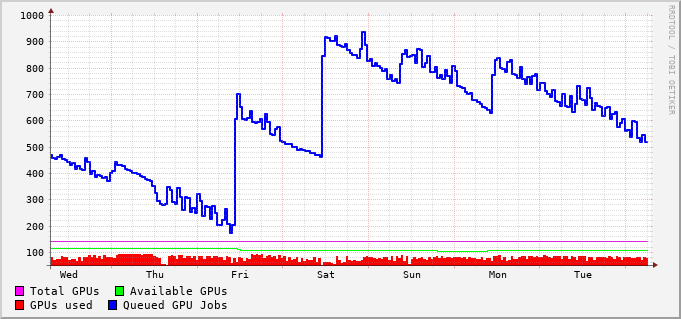 1000
900
800
700
600
500
400
300
200
100
Wed Thu Fri Sat Sun Mon Tue
RRDTOOL / TOBI OETIKER
Total GPUs Available GPUs
GPUs used Queued GPU Jobs